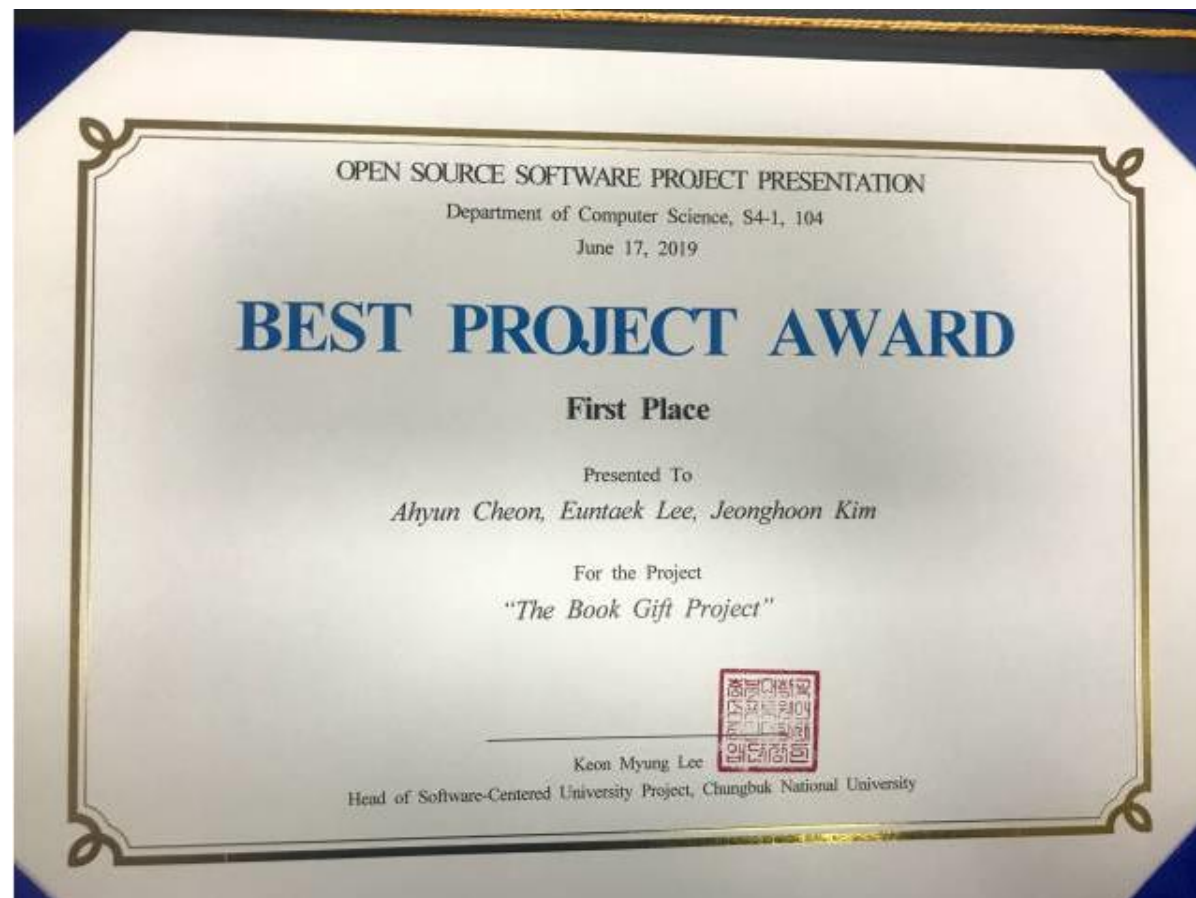 OPEN SOURCE SOFTWARE PROJECT PRESENTATION
Department of Computer Science, S4-1, 104
June 17, 2019
BEST PROJECT AWARD
First Place
Presented To
Ahyun Cheon, Euntaek Lee, Jeonghoon Kim
For the Project
“The Book Gift Project”
Keon Myung Lee
Head of Software-Centered University Project, Chungbuk National University